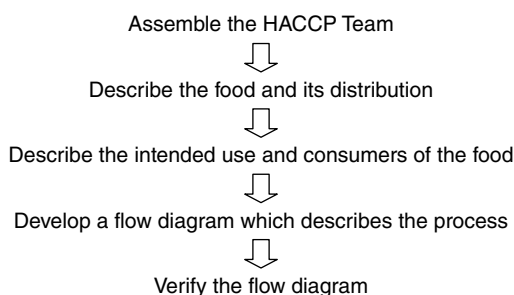 Assemble the HACCP Team
Describe the food and its distribution
Describe the intended use and consumers of the food
Develop a flow diagram which describes the process
Verify the flow diagram